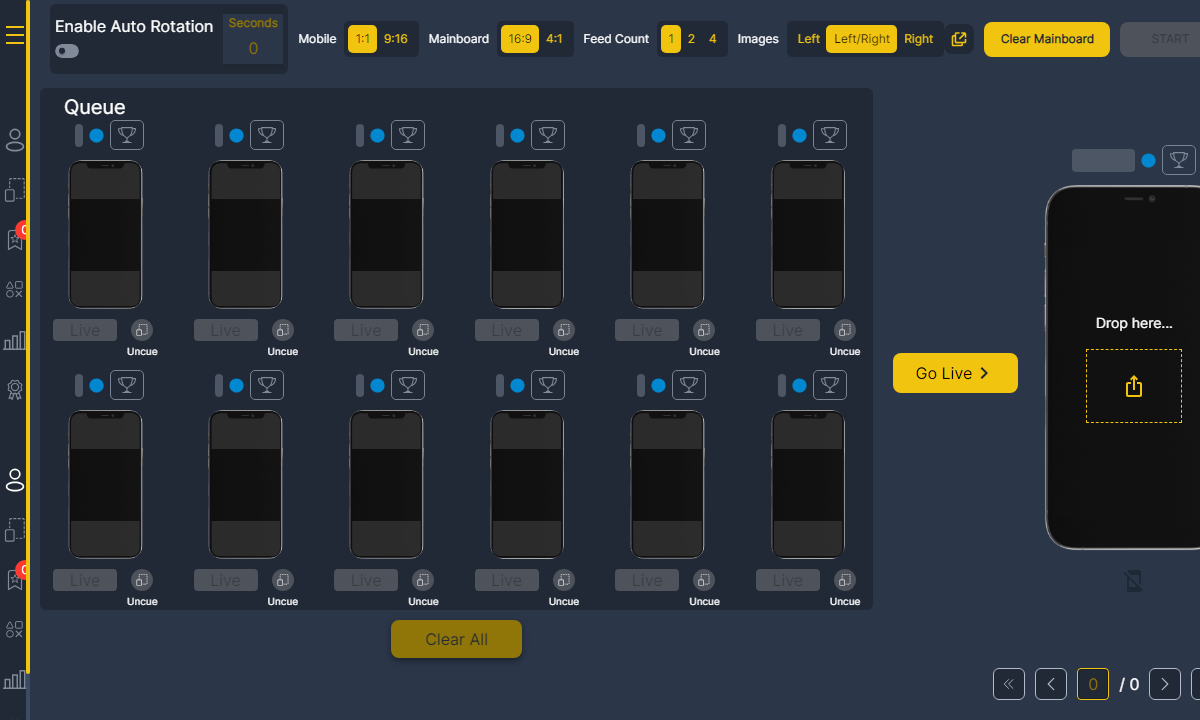 Enable Auto Rotation
Seconds
0
Mobile 1:1 9:16 Mainboard 16:9 4:1 Feed Count 1 2 4 Images Left Left/Right Right Clear Mainboard START
Queue
Live Live Live Live Live Live
Uncue Uncue Uncue Uncue Uncue Uncue
Drop here...
Go Live
Live Live Live Live Live Live
Uncue Uncue Uncue Uncue Uncue Uncue
Clear All
0 / 0